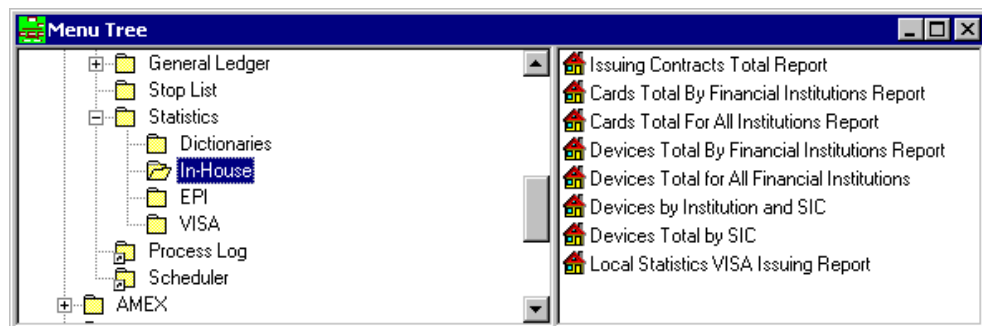 Menu Tree
General Ledger
Stop List
Statistics
Dictionaries
In-House
EPI
VISA
Process Log
Scheduler
AMEX
Issuing Contracts Total Report
Cards Total By Financial Institutions Report
Cards Total For All Institutions Report
Devices Total By Financial Institutions Report
Devices Total for All Financial Institutions
Devices by Institution and SIC
Devices Total by SIC
Local Statistics VISA Issuing Report